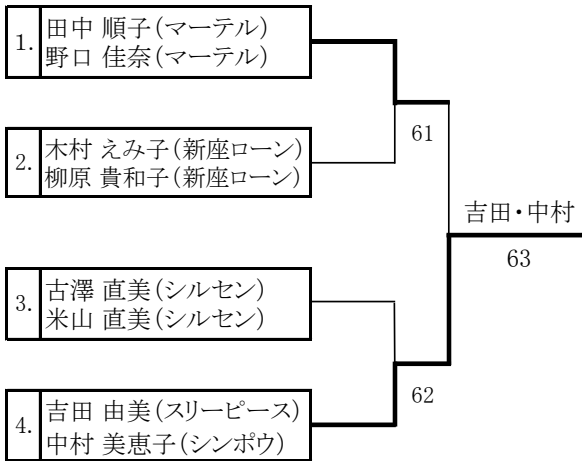 1. 田中 順子(マーテル)
野口 佳奈(マーテル)
61
2. 木村 えみ子(新座ローン)
柳原 貴和子(新座ローン)
吉田・中村
63
3. 古澤 直美(シルセン)
米山 直美(シルセン)
62
4. 吉田 由美(スリーピース)
中村 美恵子(シンポウ)